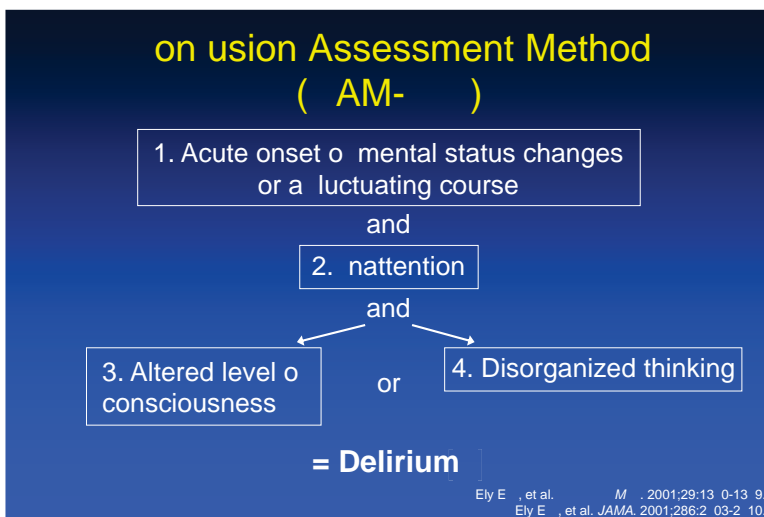 on usion Assessment Method
( AM- )
1. Acute onset o mental status changes
or a luctuating course
and
2. nattention
and
3. Altered level o
consciousness
or
4. Disorganized thinking
= Delirium
Ely E , et al. M . 2001;29:13 0-13 9.
Ely E , et al. JAMA. 2001;286:2 03-2 10.